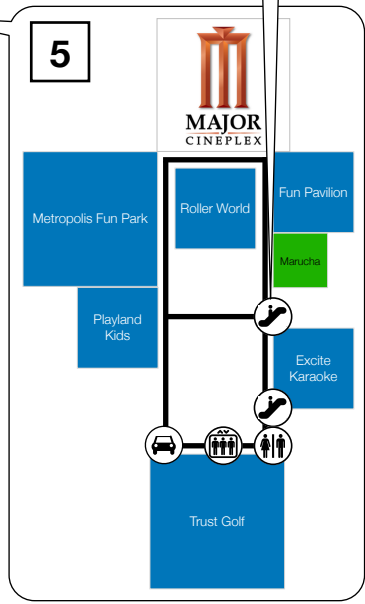 5
MAJOR
CINEPLEX
Metropolis Fun Park
Roller World
Fun Pavilion
Marucha
Playland
Kids
Excite
Karaoke
Trust Golf